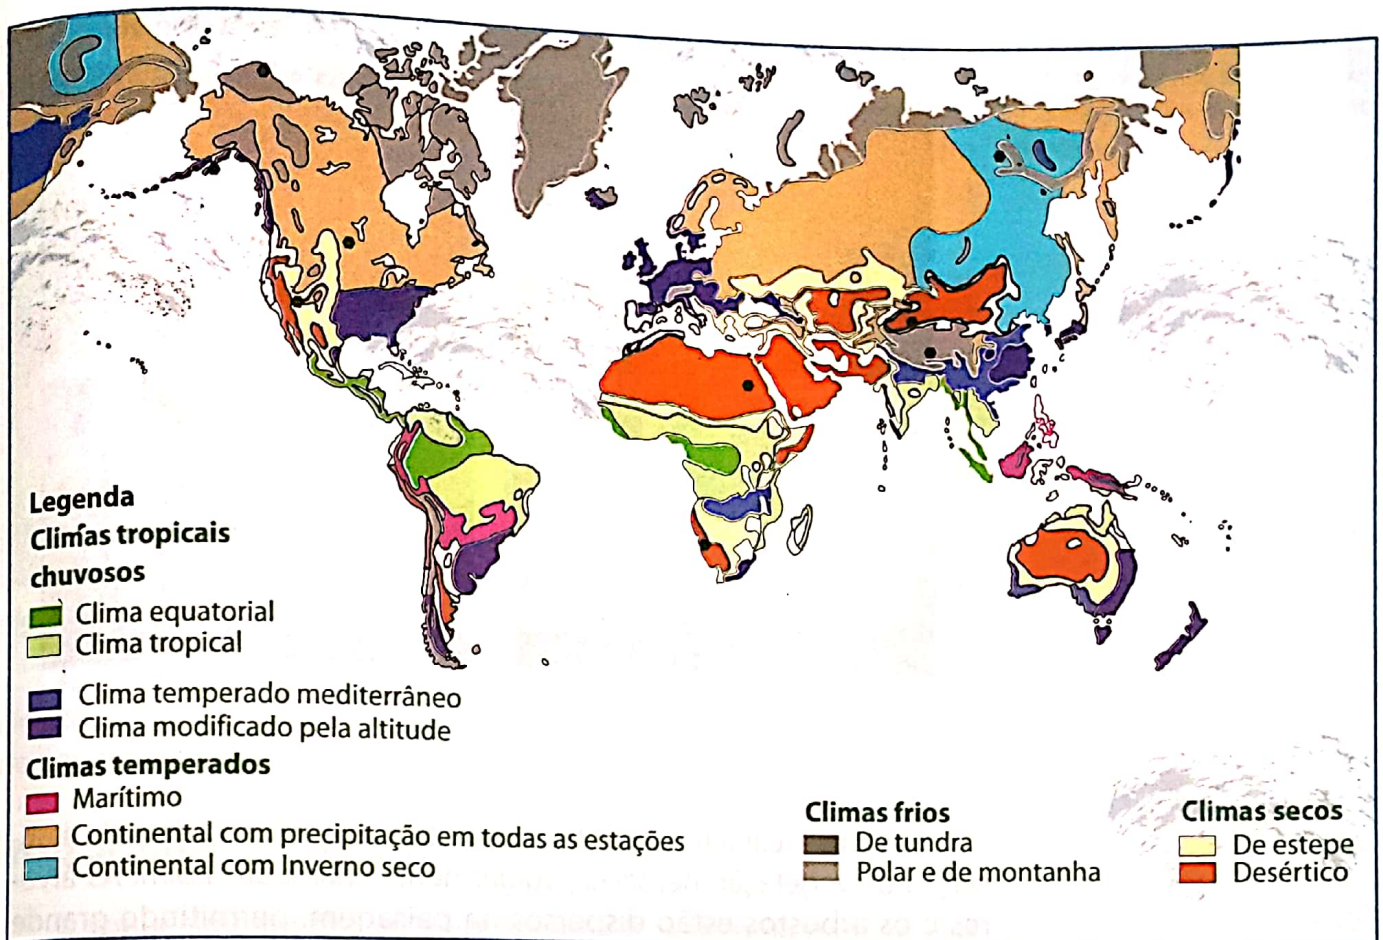 Legenda
Climas tropicais
chuvosos
Clima equatorial
Clima tropical
Clima temperado mediterrâneo
Clima modificado pela altitude
Climas temperados
Marítimo
Continental com precipitação em todas as estações
Continental com Inverno seco
Climas frios
De tundra
Polar e de montanha
Climas secos
De estepe
Desértico